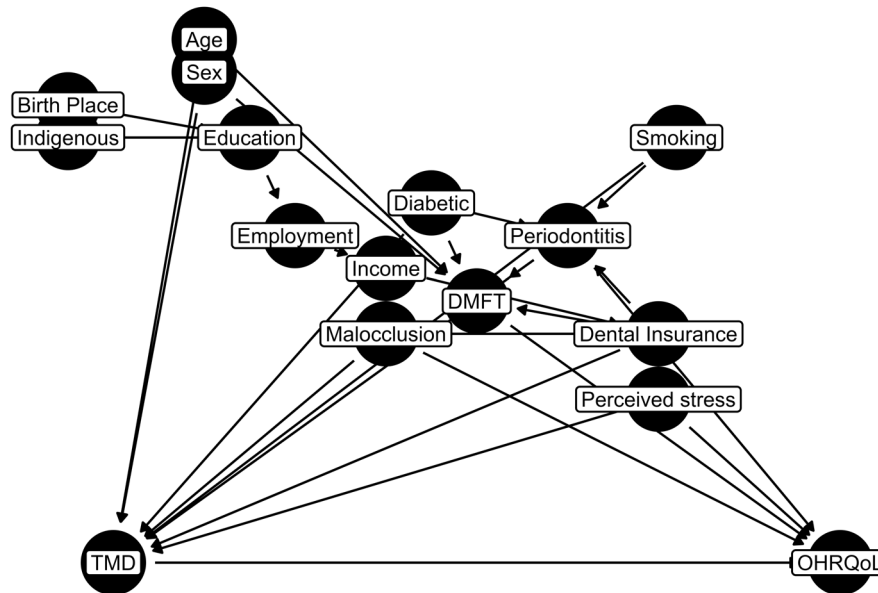 Age
Sex
Birth Place
Indigenous
Education
Smoking
Diabetic
Employment
Periodontitis
Income
DMFT
Malocclusion
Dental Insurance
Perceived stress
TMD
OHRQoL